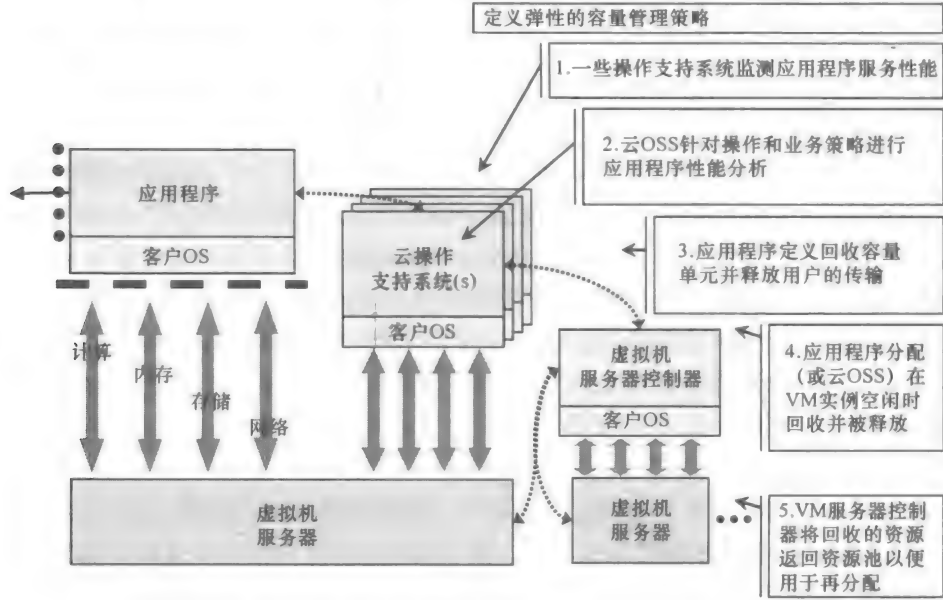 定义弹性的容量管理策略
1.一些操作支持系统监测应用程序服务性能
2.云OSS针对操作和业务策略进行
应用程序性能分析
3.应用程序定义回收容量
单元并释放用户的传输
4.应用程序分配
（或云OSS）在
VM实例空闲时
回收并被释放
5.VM服务器控制
器将回收的资源
返回资源池以便
用于再分配
应用程序
客户OS
云操作
支持系统(s)
客户OS
计算
内存
存储
网络
虚拟机
服务器控制器
客户OS
虚拟机
服务器
虚拟机
服务器